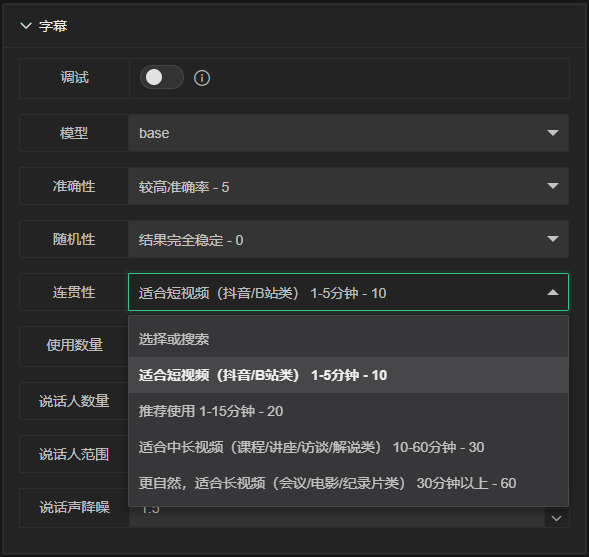 字幕
调试
模型 base
准确性 较高准确率 - 5
随机性 结果完全稳定 - 0
连贯性 适合短视频（抖音/B站类） 1-5分钟 - 10
使用数量
选择或搜索
适合短视频（抖音/B站类） 1-5分钟 - 10
说话人数量
推荐使用 1-15分钟 - 20
说话人范围
适合中长视频（课程/讲座/访谈/解说类） 10-60分钟 - 30
更自然，适合长视频（会议/电影/纪录片类） 30分钟以上 - 60
说话声降噪 1.5